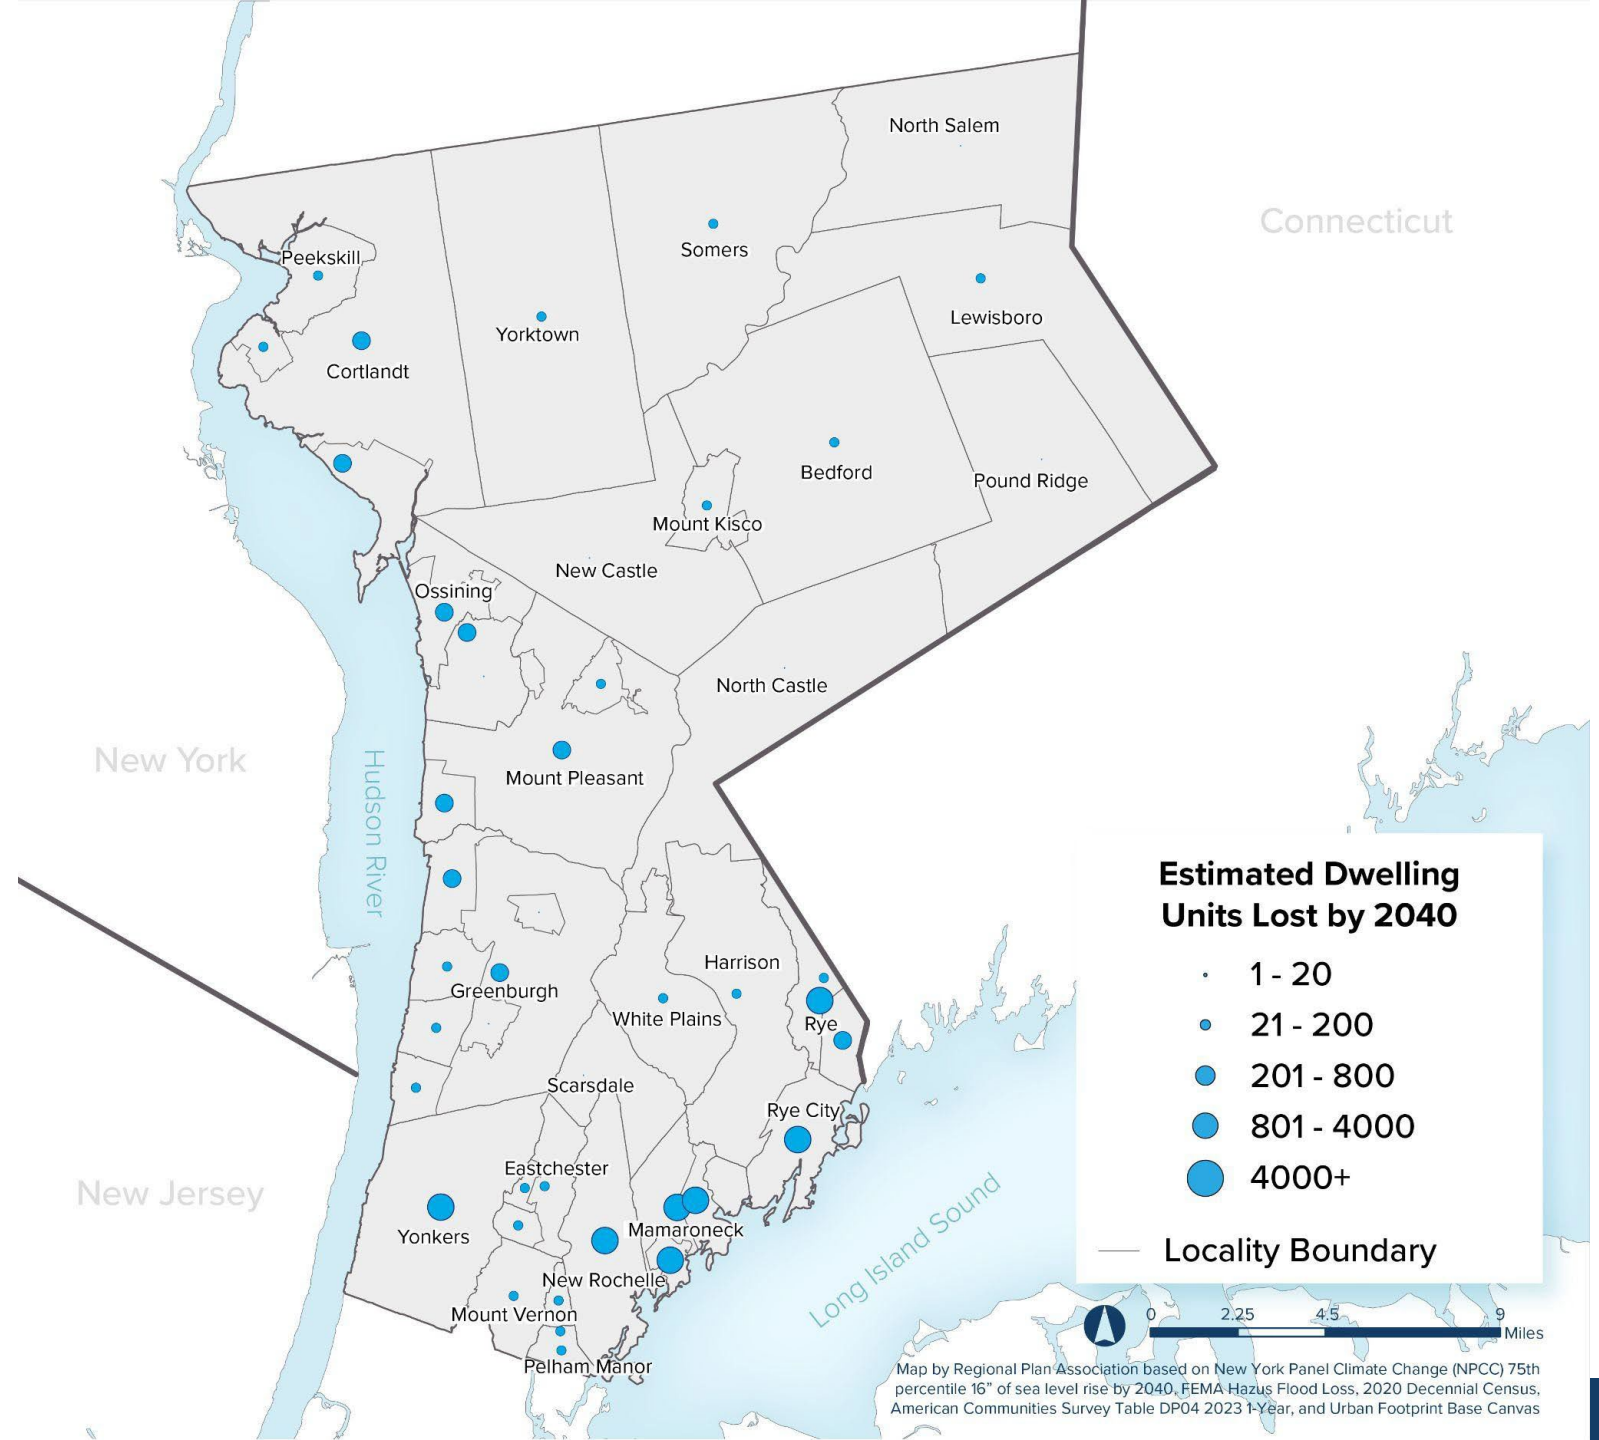 North Salem
Connecticut
Somers
Peekskill
Lewisboro
Yorktown
Cortlandt
Bedford
Pound Ridge
Mount Kisco
New Castle
Ossining
North Castle
New York
Hudson River
Mount Pleasant
Harrison
Greenburgh
White Plains
Rye
Scarsdale
Rye City
Eastchester
New Jersey
Yonkers
Mamaroneck
Long Island Sound
New Rochelle
Mount Vernon
Pelham Manor
Estimated Dwelling
Units Lost by 2040
1 - 20
21 - 200
201 - 800
801 - 4000
4000+
Locality Boundary
0 2.25 4.5 9
Miles
Map by Regional Plan Association based on New York Panel Climate Change (NPCC) 75th
percentile 16” of sea level rise by 2040, FEMA Hazus Flood Loss, 2020 Decennial Census,
American Communities Survey Table DP04 2023 1-Year, and Urban Footprint Base Canvas